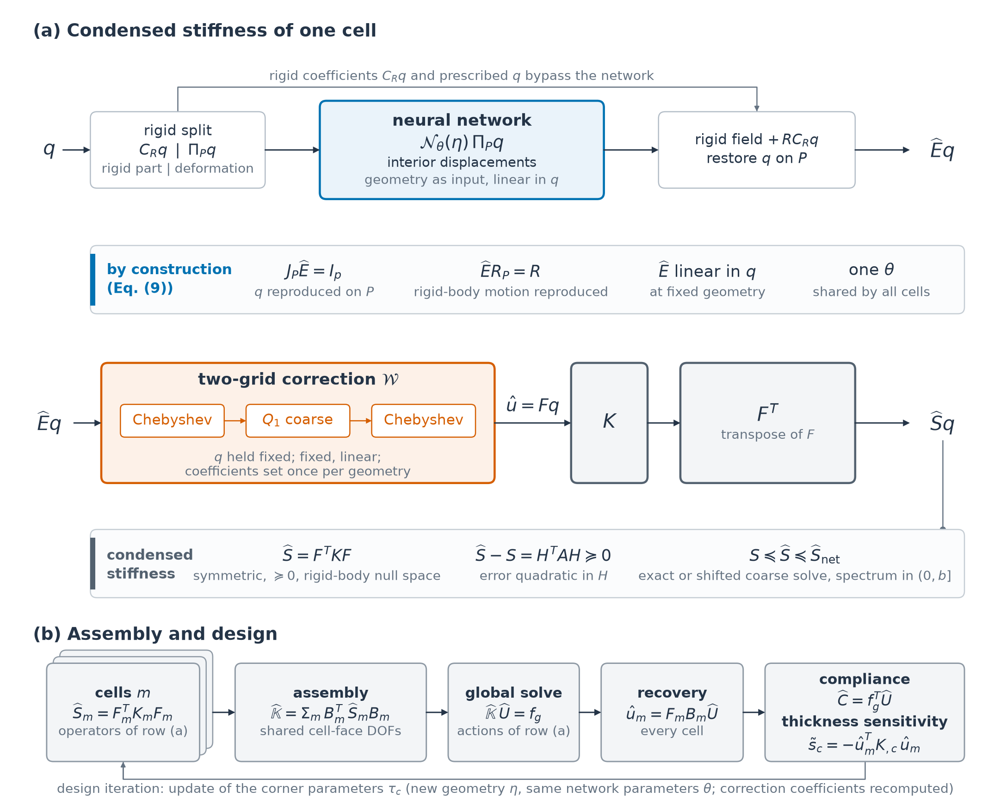 (a) Condensed stiffness of one cell
rigid coefficients C_R q and prescribed q bypass the network
q
rigid split
C_R q | Π_P q
rigid part | deformation
neural network
𝒩_θ(η) Π_P q
interior displacements
geometry as input, linear in q
rigid field + RC_R q
restore q on P
Êq
by construction
(Eq. (9))
J_P Ê = I_p
q reproduced on P
ÊR_P = R
rigid-body motion reproduced
Ê linear in q
at fixed geometry
one θ
shared by all cells
Êq
two-grid correction 𝒲
Chebyshev
Q₁ coarse
Chebyshev
q held fixed; fixed, linear;
coefficients set once per geometry
û = Fq
K
F^T
transpose of F
Ŝq
condensed
stiffness
Ŝ = F^T KF
symmetric, ≽ 0, rigid-body null space
Ŝ − S = H^T AH ≽ 0
error quadratic in H
S ≼ Ŝ ≼ Ŝ_net
exact or shifted coarse solve, spectrum in (0, b]
(b) Assembly and design
cells m
Ŝ_m = F_m^T K_m F_m
operators of row (a)
assembly
𝕂̂ = Σ_m B_m^T Ŝ_m B_m
shared cell-face DOFs
global solve
𝕂̂ Û = f_g
actions of row (a)
recovery
û_m = F_m B_m Û
every cell
compliance
Ĉ = f_g^T Û
thickness sensitivity
s̃_c = −û_m^T K_{,c} û_m
design iteration: update of the corner parameters τ_c (new geometry η, same network parameters θ; correction coefficients recomputed)